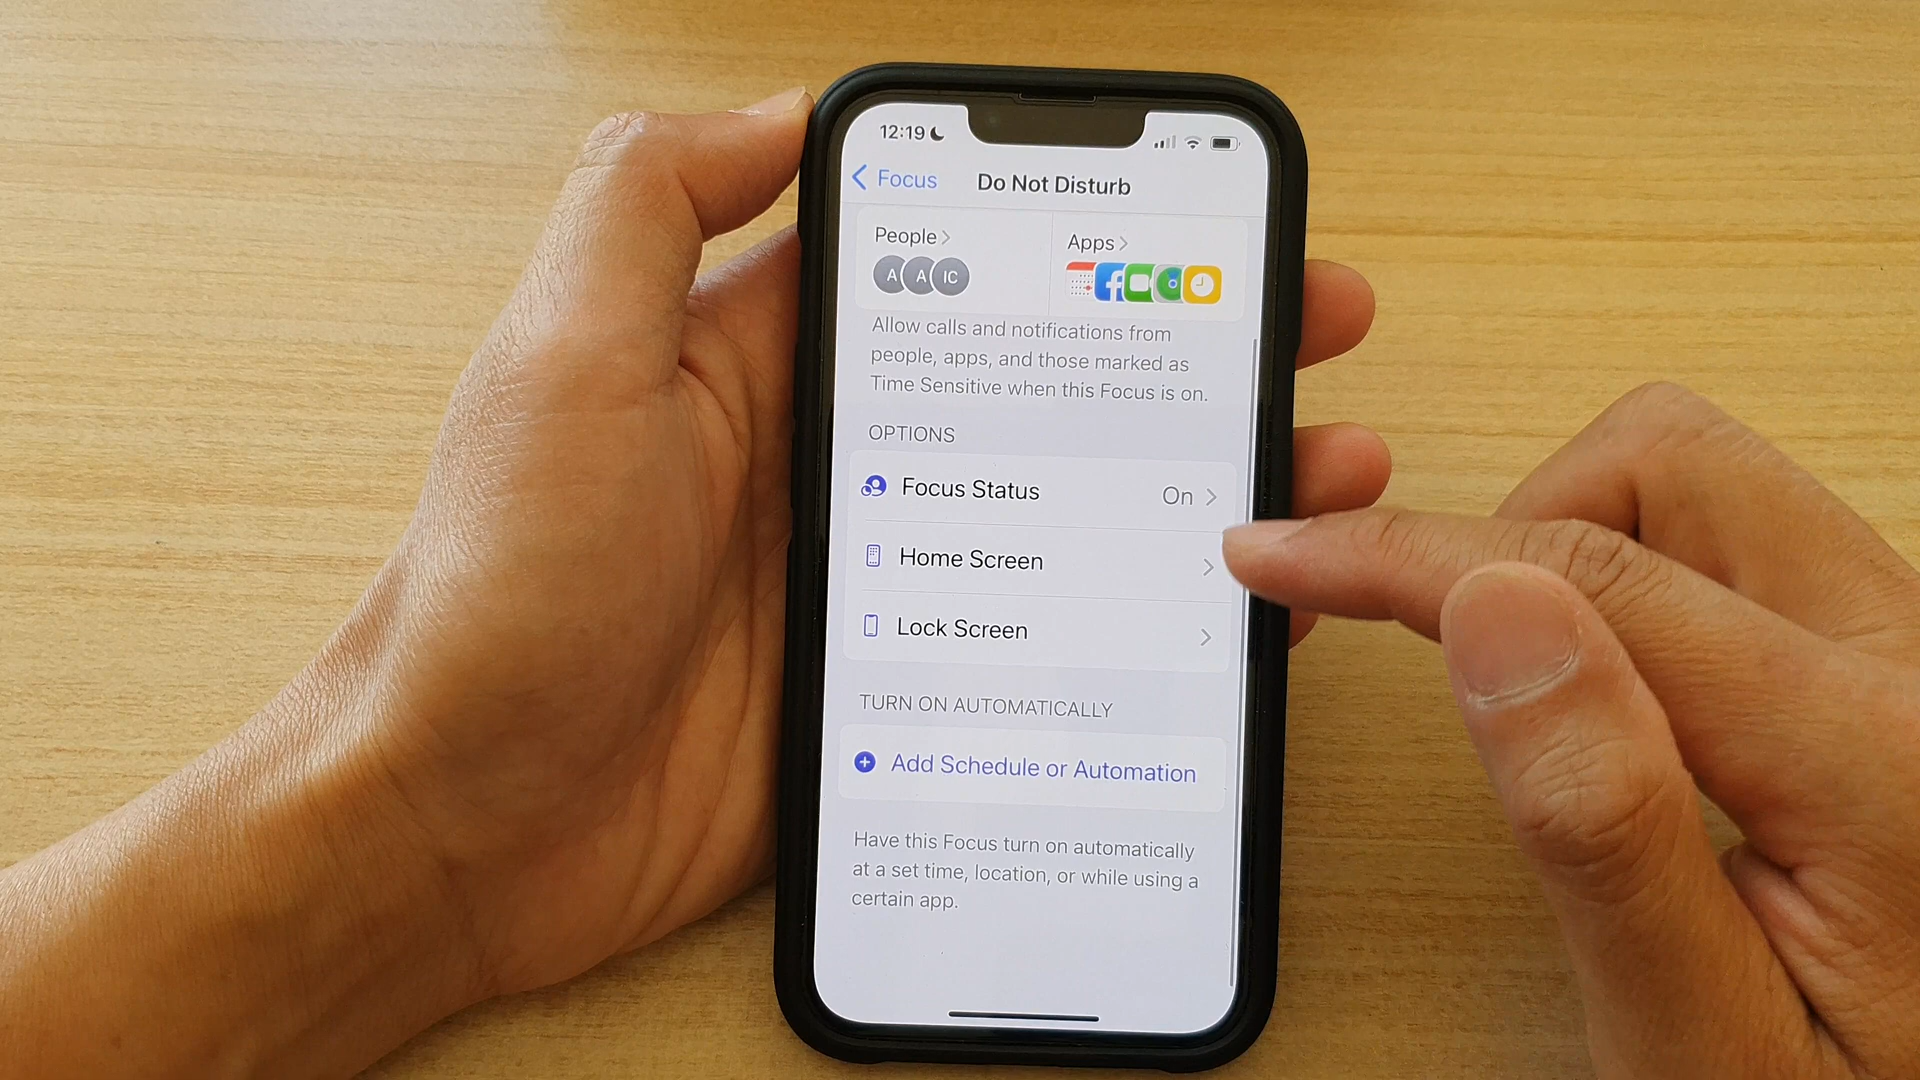 12:19
Focus
Do Not Disturb
People
Apps
A A IC
Allow calls and notifications from
people, apps, and those marked as
Time Sensitive when this Focus is on.
OPTIONS
Focus Status
On
Home Screen
Lock Screen
TURN ON AUTOMATICALLY
Add Schedule or Automation
Have this Focus turn on automatically
at a set time, location, or while using a
certain app.